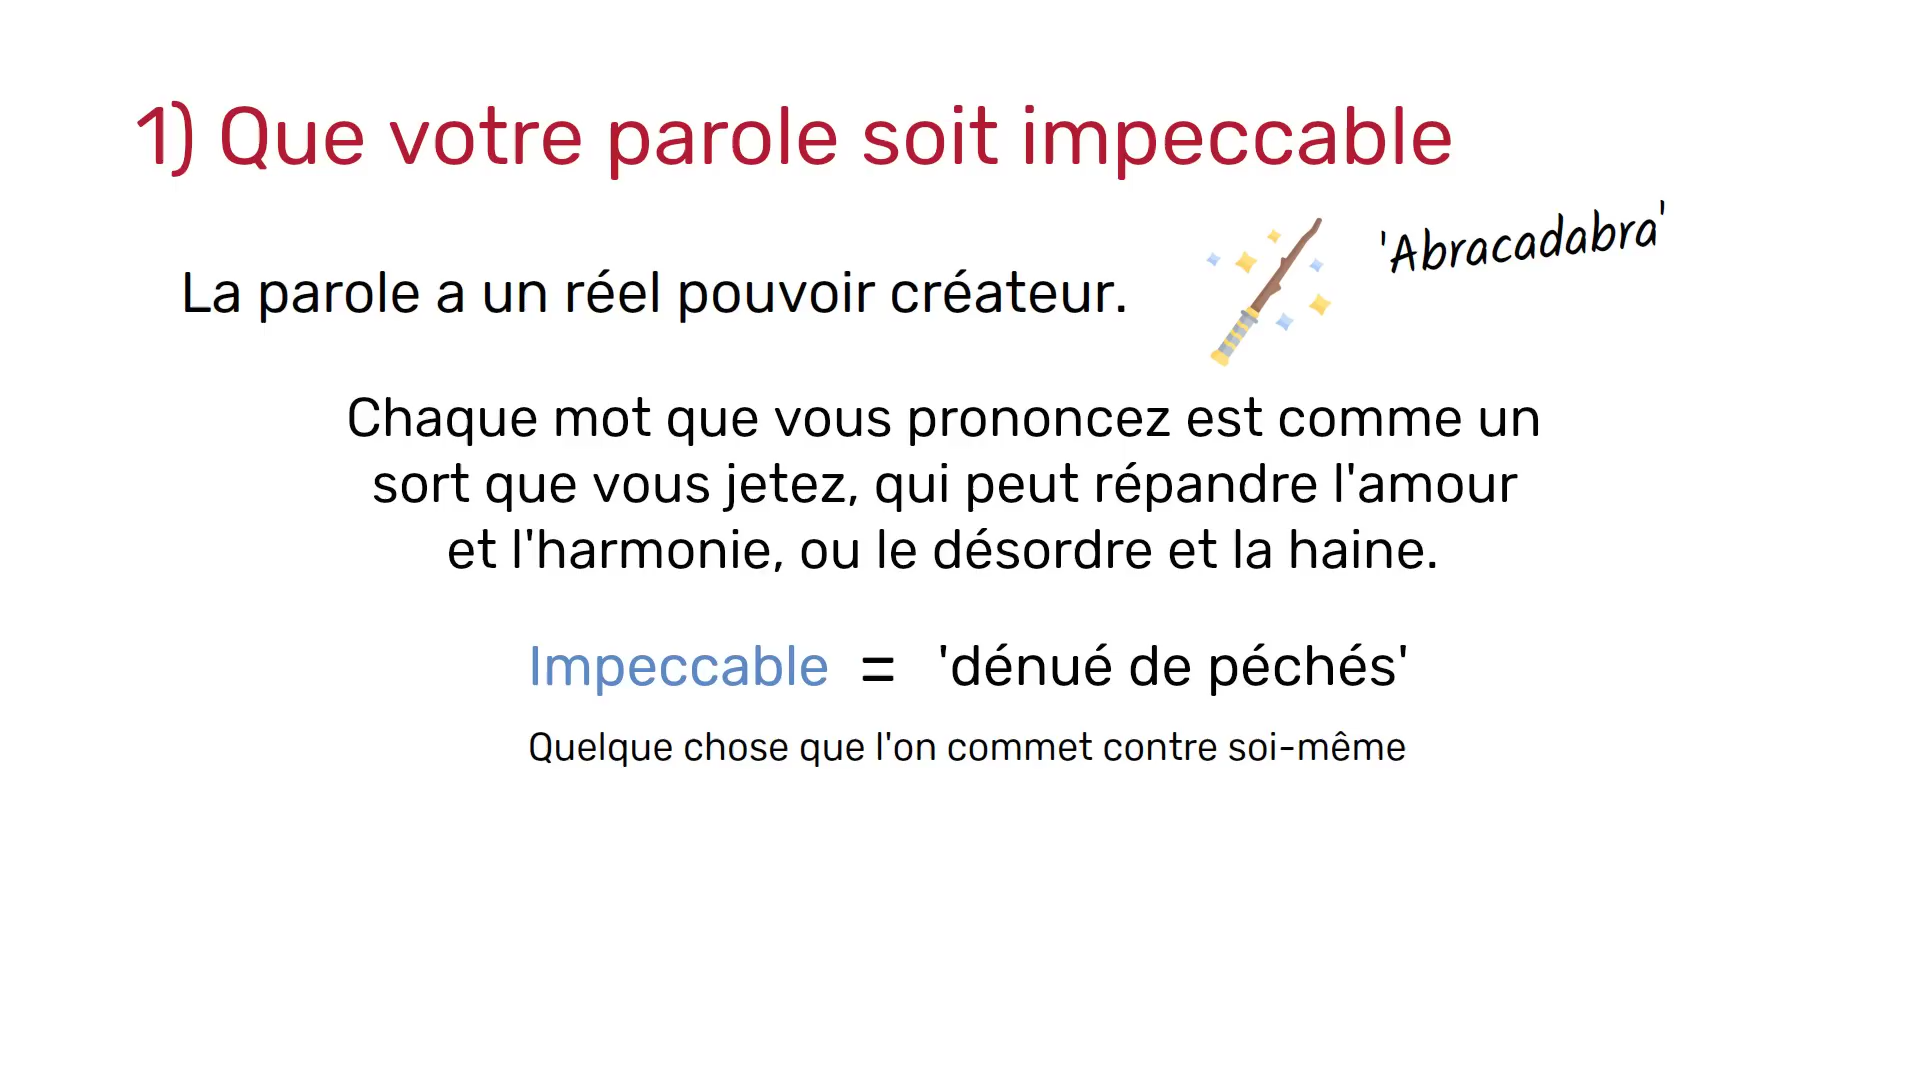 1) Que votre parole soit impeccable
'Abracadabra'
La parole a un réel pouvoir créateur.
Chaque mot que vous prononcez est comme un
sort que vous jetez, qui peut répandre l'amour
et l'harmonie, ou le désordre et la haine.
Impeccable = 'dénué de péchés'
Quelque chose que l'on commet contre soi-même